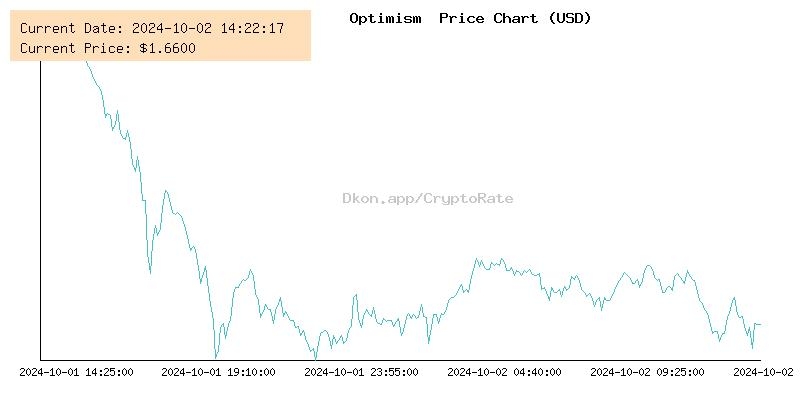 Optimism  Price Chart (USD)
Current Date: 2024-10-02 14:22:17
Current Price: $1.6600
Dkon.app/CryptoRate
2024-10-01 14:25:00 2024-10-01 19:10:00 2024-10-01 23:55:00 2024-10-02 04:40:00 2024-10-02 09:25:00 2024-10-02